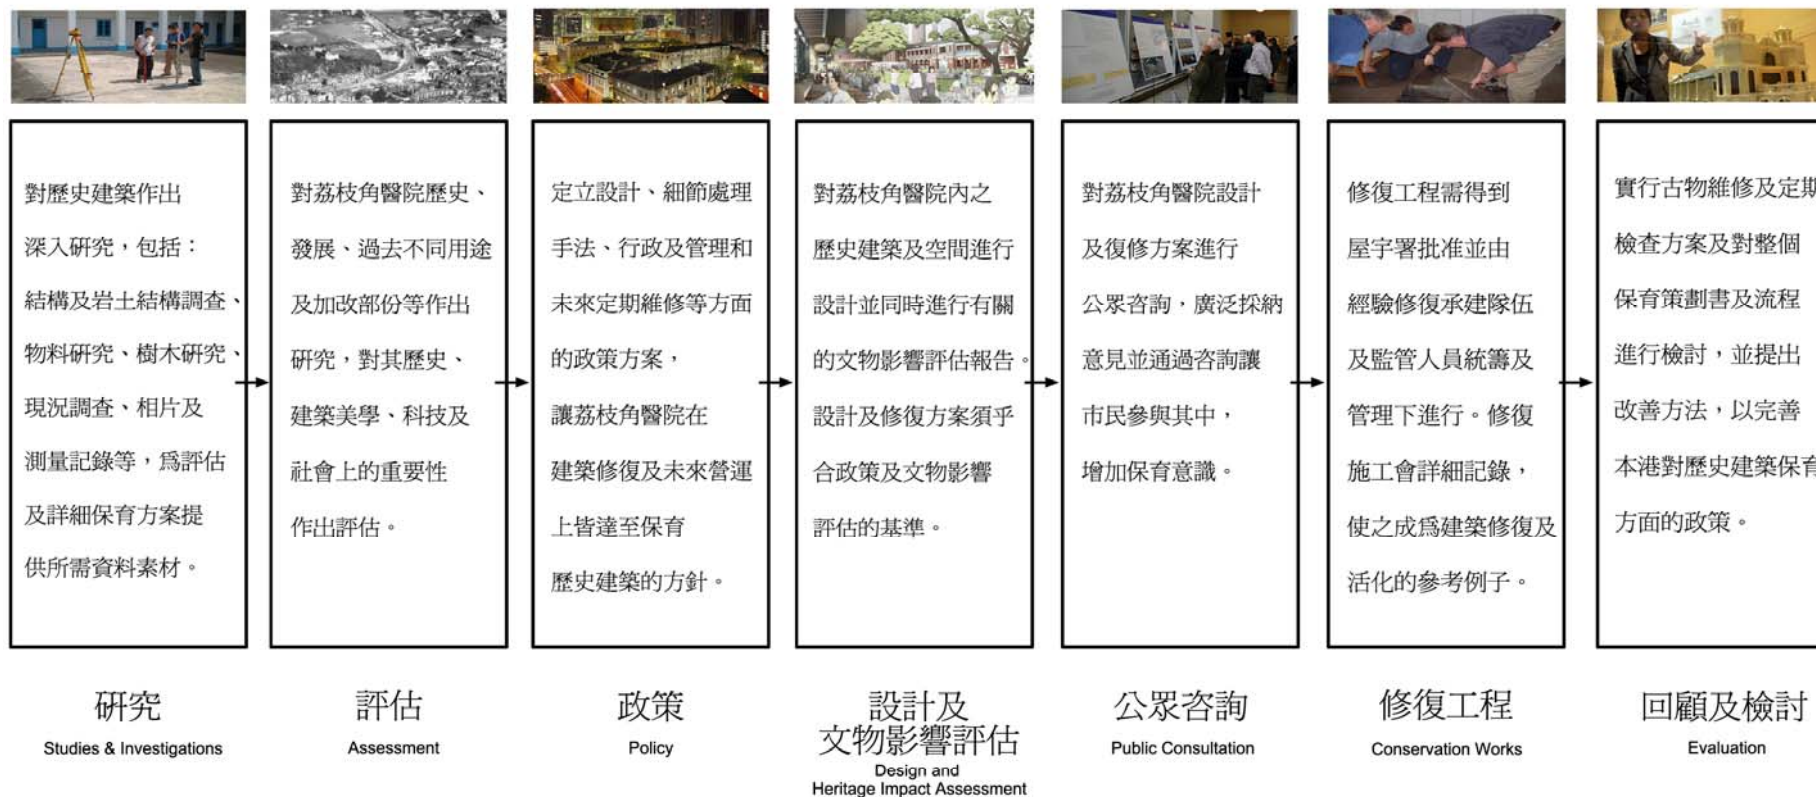 對歷史建築作出
深入研究，包括：
結構及岩土結構調查、
物料研究、樹木研究、
現況調查、相片及
測量記錄等，爲評估
及詳細保育方案提
供所需資料素材。
研究
Studies & Investigations
對荔枝角醫院歷史、
發展、過去不同用途
及加改部份等作出
研究，對其歷史、
建築美學、科技及
社會上的重要性
作出評估。
評估
Assessment
定立設計、細節處理
手法、行政及管理和
未來定期維修等方面
的政策方案，
讓荔枝角醫院在
建築修復及未來營運
上皆達至保育
歷史建築的方針。
政策
Policy
對荔枝角醫院內之
歷史建築及空間進行
設計並同時進行有關
的文物影響評估報告。
設計及修復方案須乎
合政策及文物影響
評估的基準。
設計及
文物影響評估
Design and
Heritage Impact Assessment
對荔枝角醫院設計
及復修方案進行
公眾咨詢，廣泛採納
意見並通過咨詢讓
市民參與其中，
增加保育意識。
公眾咨詢
Public Consultation
修復工程需得到
屋宇署批准並由
經驗修復承建隊伍
及監管人員統籌及
管理下進行。修復
施工會詳細記錄，
使之成爲建築修復及
活化的參考例子。
修復工程
Conservation Works
實行古物維修及定期
檢查方案及對整個
保育策劃書及流程
進行檢討，並提出
改善方法，以完善
本港對歷史建築保育
方面的政策。
回顧及檢討
Evaluation